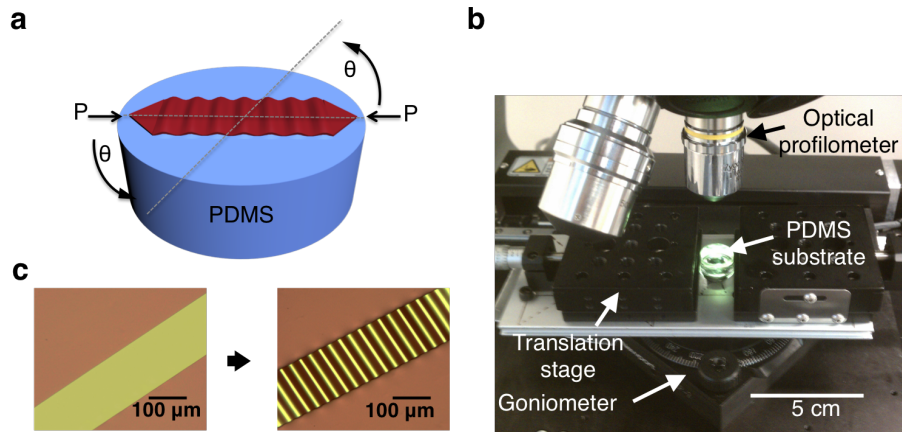 a
θ
P
P
θ
PDMS
b
Optical
profilometer
PDMS
substrate
Translation
stage
Goniometer
5 cm
c
100 µm
100 µm